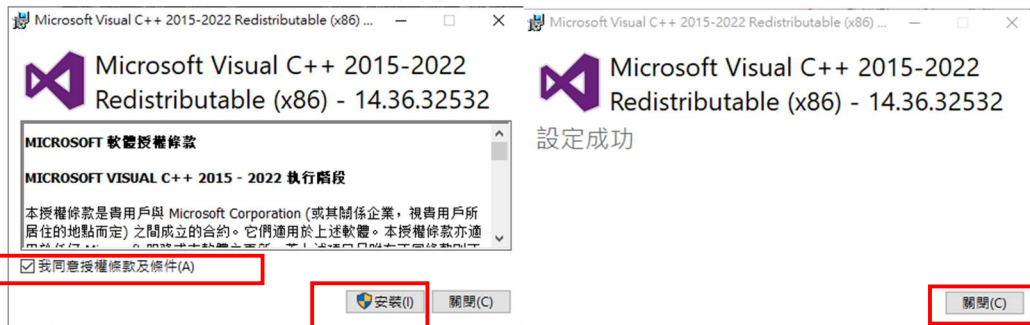 Microsoft Visual C++ 2015-2022 Redistributable (x86) ...
Microsoft Visual C++ 2015-2022
Redistributable (x86) - 14.36.32532
MICROSOFT 軟體授權條款
MICROSOFT VISUAL C++ 2015 - 2022 執行階段
本授權條款是貴用戶與 Microsoft Corporation (或其關係企業，視貴用戶所
居住的地點而定) 之間成立的合約。它們適用於上述軟體。本授權條款亦適
我同意授權條款及條件(A)
安裝(I)
關閉(C)
Microsoft Visual C++ 2015-2022 Redistributable (x86) ...
Microsoft Visual C++ 2015-2022
Redistributable (x86) - 14.36.32532
設定成功
關閉(C)